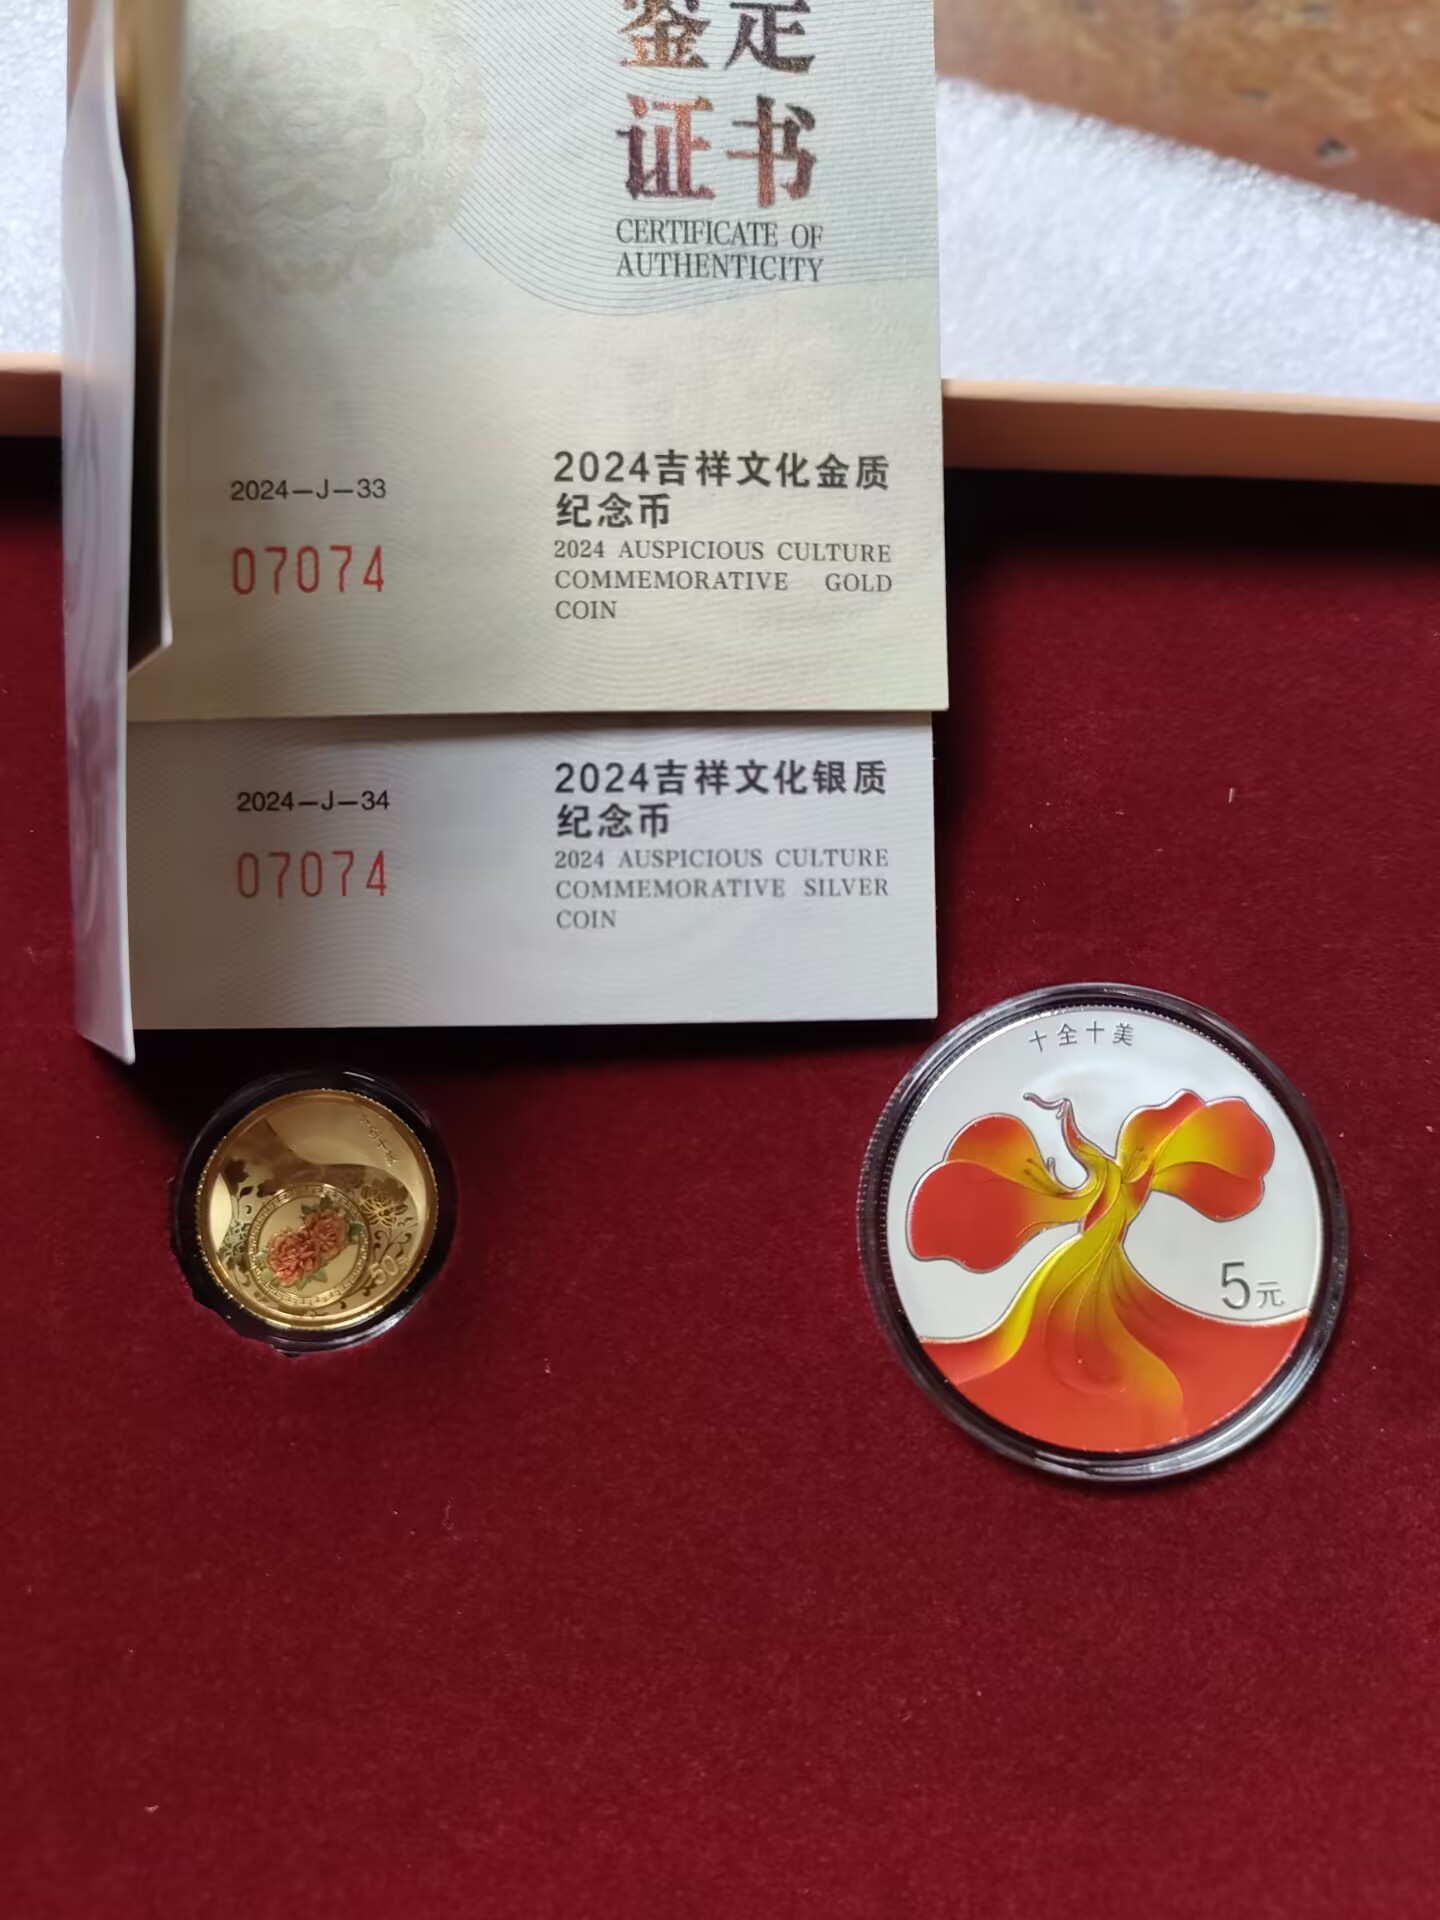 鉴定
证书
CERTIFICATE OF
AUTHENTICITY
2024-J-33
07074
2024吉祥文化金质
纪念币
2024 AUSPICIOUS CULTURE
COMMEMORATIVE GOLD
COIN
2024-J-34
07074
2024吉祥文化银质
纪念币
2024 AUSPICIOUS CULTURE
COMMEMORATIVE SILVER
COIN
50
十全十美
5元